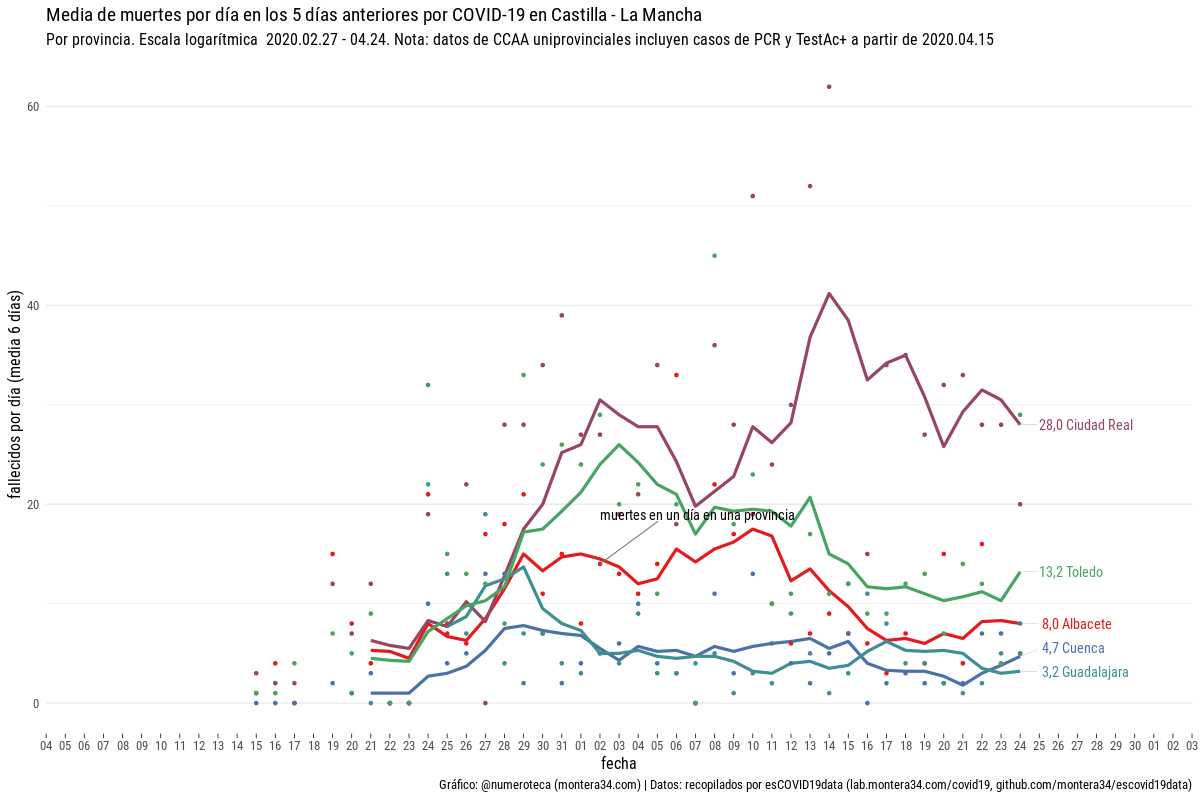 Media de muertes por día en los 5 días anteriores por COVID-19 en Castilla - La Mancha
Por provincia. Escala logarítmica  2020.02.27 - 04.24. Nota: datos de CCAA uniprovinciales incluyen casos de PCR y TestAc+ a partir de 2020.04.15
fallecidos por día (media 6 días)
60
40
20
0
muertes en un día en una provincia
28,0 Ciudad Real
13,2 Toledo
8,0 Albacete
4,7 Cuenca
3,2 Guadalajara
04 05 06 07 08 09 10 11 12 13 14 15 16 17 18 19 20 21 22 23 24 25 26 27 28 29 30 31 01 02 03 04 05 06 07 08 09 10 11 12 13 14 15 16 17 18 19 20 21 22 23 24 25 26 27 28 29 30 01 02 03
fecha
Gráfico: @numeroteca (montera34.com) | Datos: recopilados por esCOVID19data (lab.montera34.com/covid19, github.com/montera34/escovid19data)